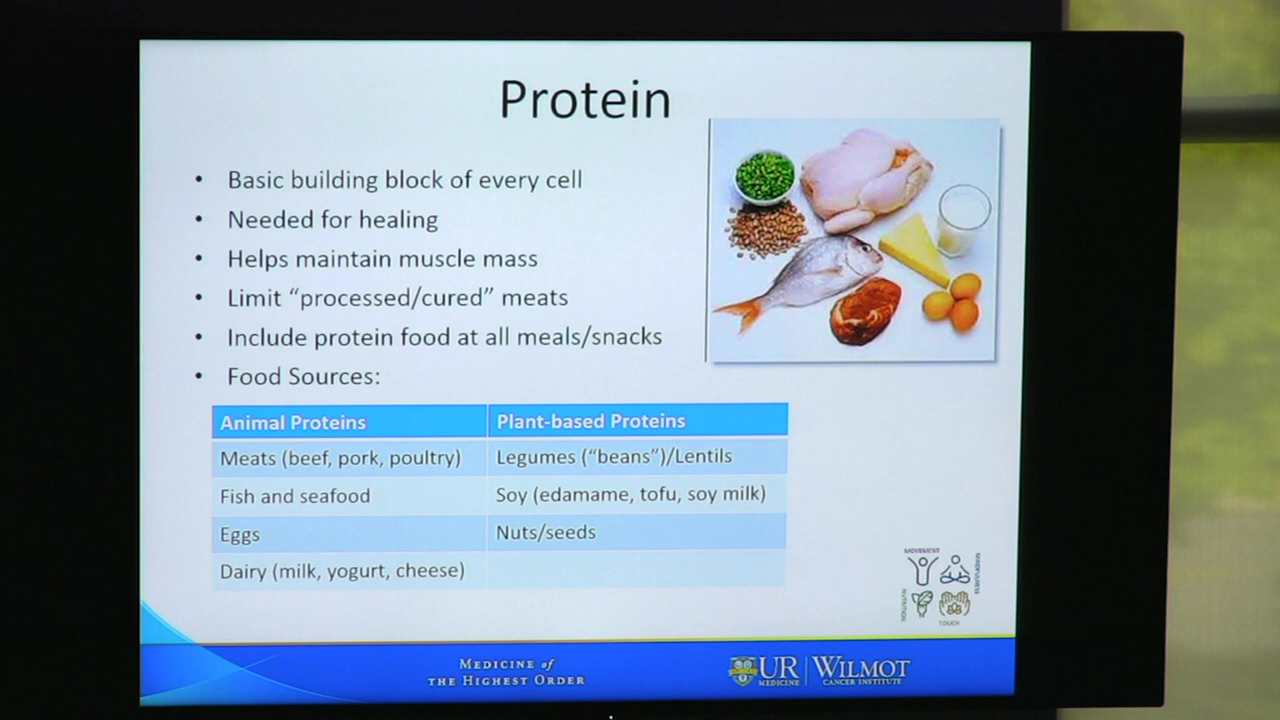 Protein
• Basic building block of every cell
• Needed for healing
• Helps maintain muscle mass
• Limit “processed/cured” meats
• Include protein food at all meals/snacks
• Food Sources:
Animal Proteins Plant-based Proteins
Meats (beef, pork, poultry) Legumes (“beans”)/Lentils
Fish and seafood Soy (edamame, tofu, soy milk)
Eggs Nuts/seeds
Dairy (milk, yogurt, cheese)
MOVEMENT
MINDFULNESS
NUTRITION
TOUCH
MEDICINE of
THE HIGHEST ORDER
UR
MEDICINE
WILMOT
CANCER INSTITUTE